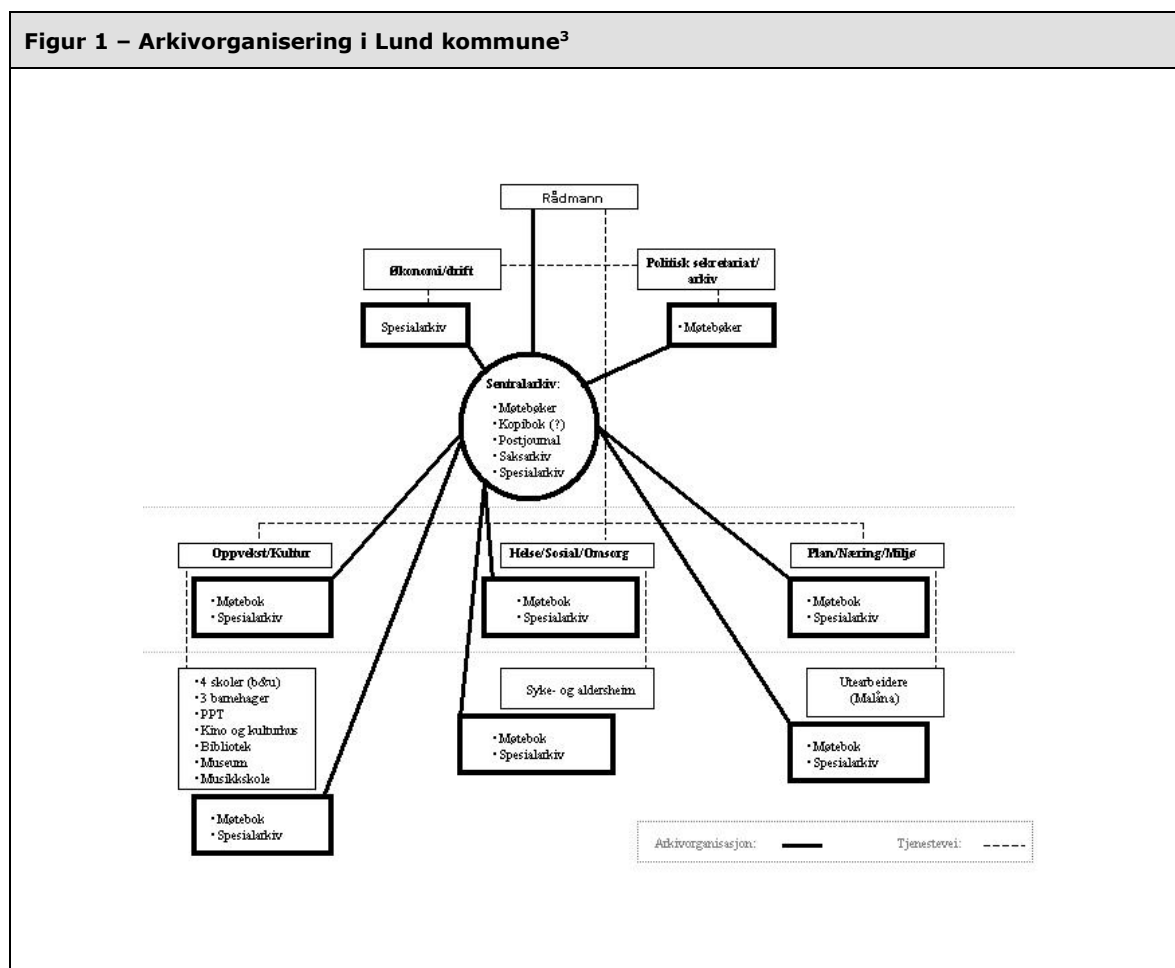 Figur 1 – Arkivorganisering i Lund kommune³
Rådmann
Økonomi/drift
Politisk sekretariat/
arkiv
Spesialarkiv
• Møtebøker
Sentralarkiv:
• Møtebøker
• Kopibok (?)
• Postjournal
• Saksarkiv
• Spesialarkiv
Oppvekst/Kultur
Helse/Sosial/Omsorg
Plan/Næring/Miljø
• Møtebok
• Spesialarkiv
• Møtebok
• Spesialarkiv
• Møtebok
• Spesialarkiv
• 4 skoler (b&u)
• 3 barnehager
• PPT
• Kino og kulturhus
• Bibliotek
• Museum
• Musikkskole
Syke- og aldersheim
Utearbeidere
(Malåna)
• Møtebok
• Spesialarkiv
• Møtebok
• Spesialarkiv
• Møtebok
• Spesialarkiv
Arkivorganisasjon:
Tjenestevei: